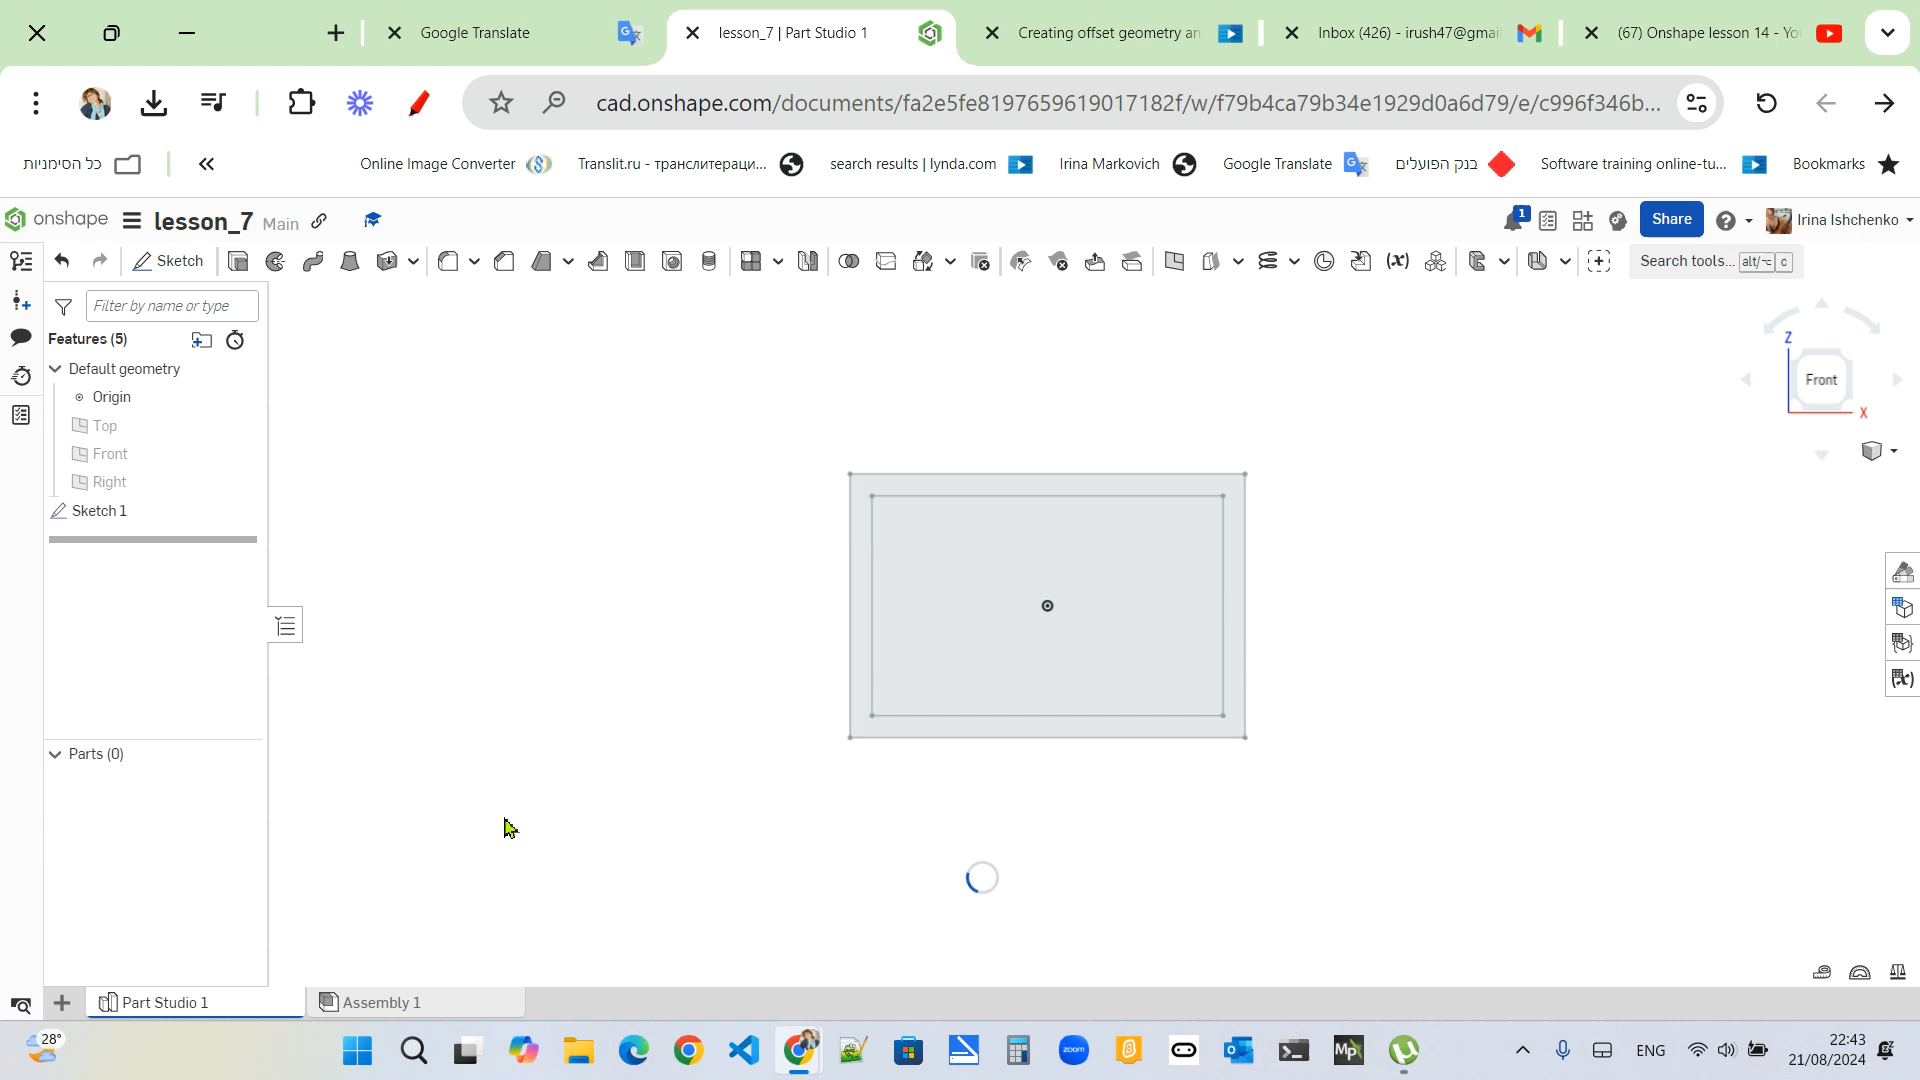 Google Translate
lesson_7 | Part Studio 1
Creating offset geometry an
Inbox (426) - irush47@gmai
(67) Onshape lesson 14 - Yo
cad.onshape.com/documents/fa2e5fe8197659619017182f/w/f79b4ca79b34e1929d0a6d79/e/c996f346b...
כל הסימניות
Online Image Converter
Translit.ru - транслитераци...
search results | lynda.com
Irina Markovich
Google Translate
בנק הפועלים
Software training online-tu...
Bookmarks
onshape
lesson_7 Main
1
Share
Irina Ishchenko
Sketch
Search tools... alt/⌥ c
Filter by name or type
Features (5)
Default geometry
Origin
Top
Front
Right
Sketch 1
Parts (0)
Z
Front
X
Part Studio 1
Assembly 1
28°
zoom
Mp
ENG
22:43
21/08/2024